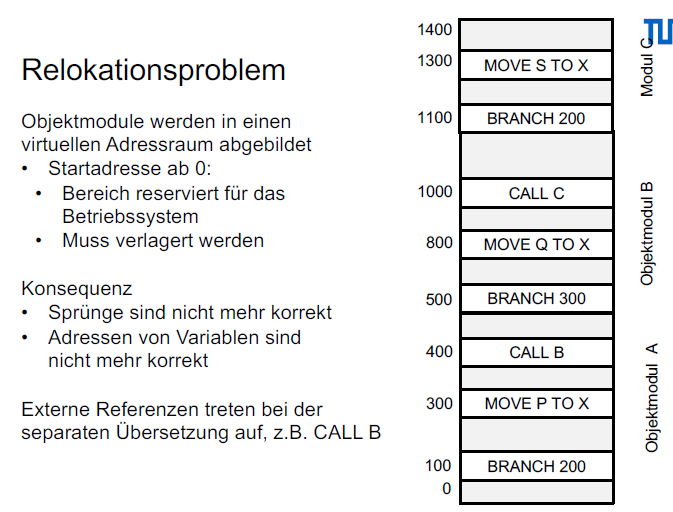 Relokationsproblem
Objektmodule werden in einen
virtuellen Adressraum abgebildet
• Startadresse ab 0:
• Bereich reserviert für das
Betriebssystem
• Muss verlagert werden
Konsequenz
• Sprünge sind nicht mehr korrekt
• Adressen von Variablen sind
nicht mehr korrekt
Externe Referenzen treten bei der
separaten Übersetzung auf, z.B. CALL B
1400
1300 MOVE S TO X
1100 BRANCH 200
1000 CALL C
800 MOVE Q TO X
500 BRANCH 300
400 CALL B
300 MOVE P TO X
100 BRANCH 200
0
Modul C
Objektmodul B
Objektmodul A